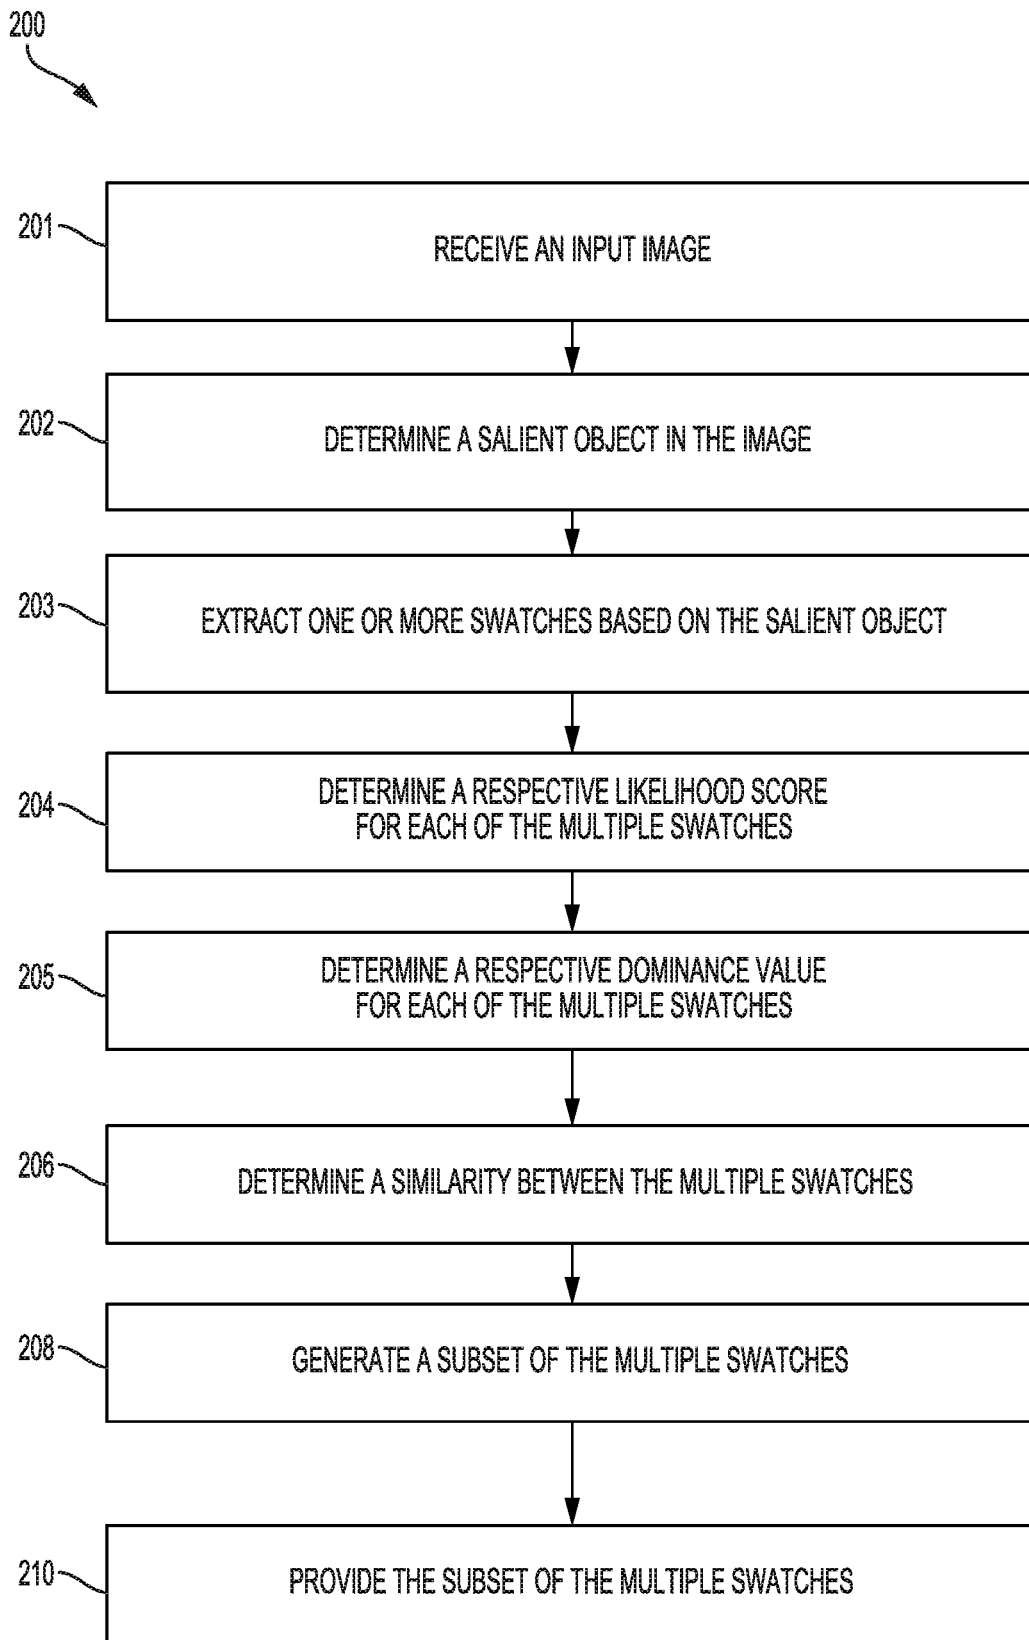 200
201
RECEIVE AN INPUT IMAGE
202
DETERMINE A SALIENT OBJECT IN THE IMAGE
203
EXTRACT ONE OR MORE SWATCHES BASED ON THE SALIENT OBJECT
204
DETERMINE A RESPECTIVE LIKELIHOOD SCORE
FOR EACH OF THE MULTIPLE SWATCHES
205
DETERMINE A RESPECTIVE DOMINANCE VALUE
FOR EACH OF THE MULTIPLE SWATCHES
206
DETERMINE A SIMILARITY BETWEEN THE MULTIPLE SWATCHES
208
GENERATE A SUBSET OF THE MULTIPLE SWATCHES
210
PROVIDE THE SUBSET OF THE MULTIPLE SWATCHES